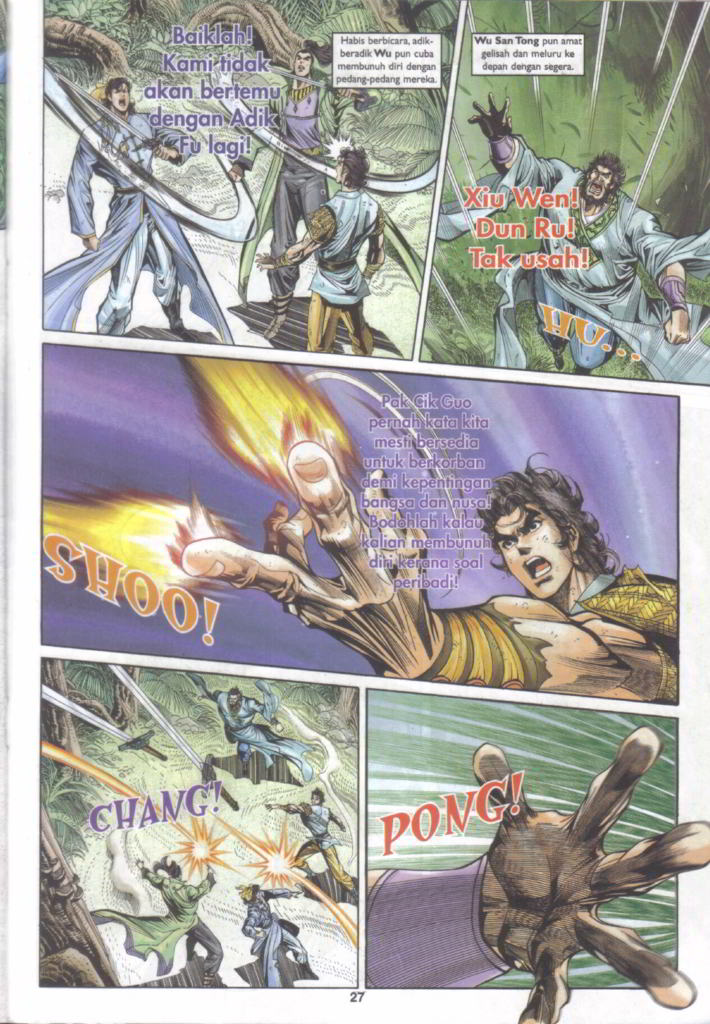 Baiklah!
Kami tidak
akan bertemu
dengan Adik
Fu lagi!
Habis berbicara, adik-
beradik Wu pun cuba
membunuh diri dengan
pedang-pedang mereka.
Wu San Tong pun amat
gelisah dan meluru ke
depan dengan segera.
Xiu Wen!
Dun Ru!
Tak usah!
HU...
Pak Cik Guo
pernah kata kita
mesti bersedia
untuk berkorban
demi kepentingan
bangsa dan nusa!
Bodohlah kalau
kalian membunuh
diri kerana soal
peribadi!
SHOO!
CHANG!
PONG!
27